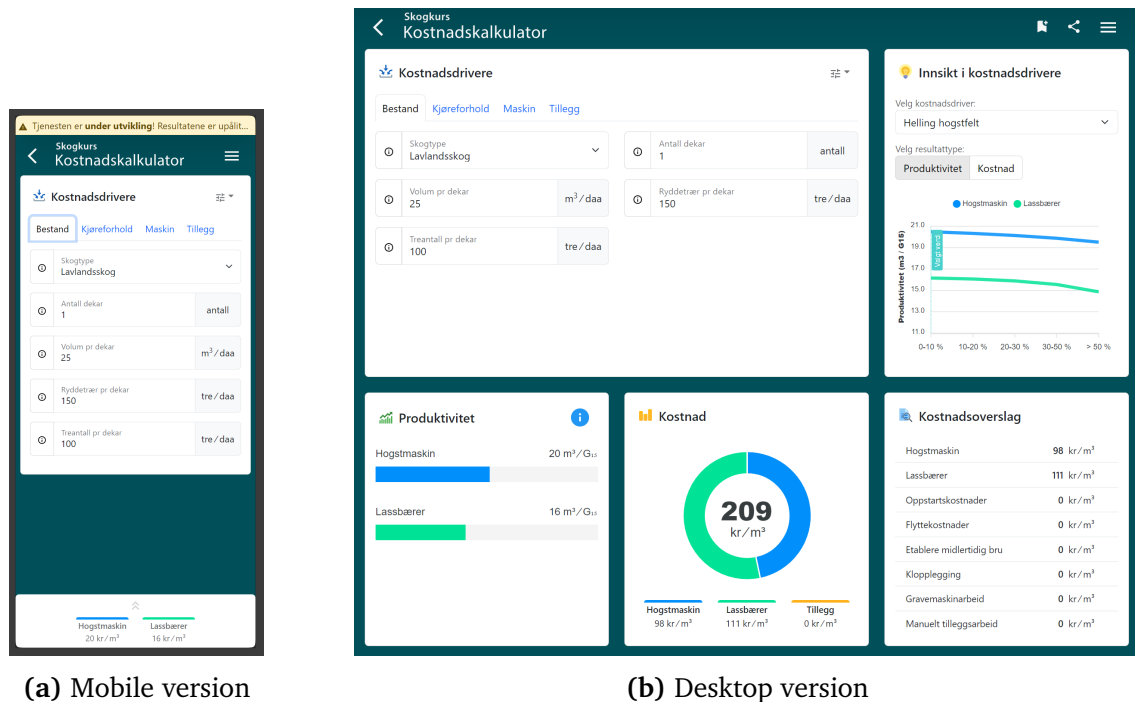 Tjenesten er under utvikling! Resultatene er upålit...
Skogkurs
Kostnadskalkulator
Kostnadsdrivere
Bestand Kjøreforhold Maskin Tillegg
Skogtype
Lavlandsskog
Antall dekar
1 antall
Volum pr dekar
25 m³/daa
Ryddetrær pr dekar
150 tre/daa
Treantall pr dekar
100 tre/daa
Hogstmaskin Lassbærer
20 kr/m³ 16 kr/m³
(a) Mobile version
Skogkurs
Kostnadskalkulator
Kostnadsdrivere
Bestand Kjøreforhold Maskin Tillegg
Skogtype
Lavlandsskog
Antall dekar
1 antall
Volum pr dekar
25 m³/daa
Ryddetrær pr dekar
150 tre/daa
Treantall pr dekar
100 tre/daa
Innsikt i kostnadsdrivere
Velg kostnadsdriver:
Helling hogstfelt
Velg resultattype:
Produktivitet Kostnad
Hogstmaskin Lassbærer
Produktivitet (m3 / G15)
21.0
19.0
17.0
15.0
13.0
11.0
Valgt verdi
0-10 % 10-20 % 20-30 % 30-50 % > 50 %
Produktivitet
Hogstmaskin 20 m³/G₁₅
Lassbærer 16 m³/G₁₅
Kostnad
209
kr/m³
Hogstmaskin Lassbærer Tillegg
98 kr/m³ 111 kr/m³ 0 kr/m³
Kostnadsoverslag
Hogstmaskin 98 kr/m³
Lassbærer 111 kr/m³
Oppstartskostnader 0 kr/m³
Flyttekostnader 0 kr/m³
Etablere midlertidig bru 0 kr/m³
Klopplegging 0 kr/m³
Gravemaskinarbeid 0 kr/m³
Manuelt tilleggsarbeid 0 kr/m³
(b) Desktop version